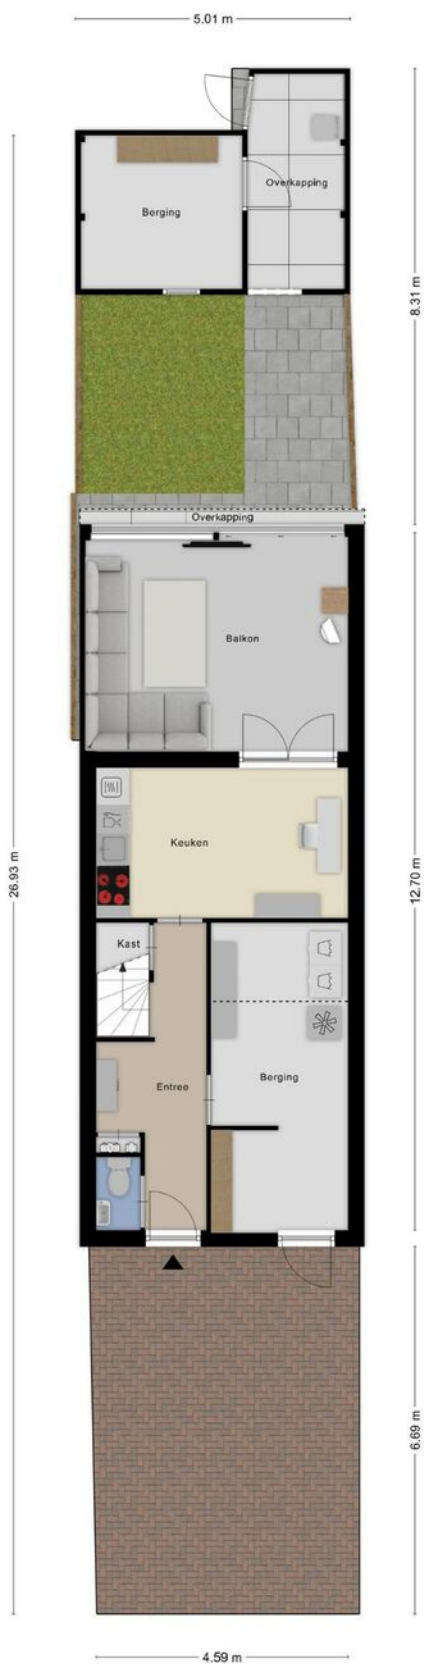 5.01 m
Berging
Overkapping
8.31 m
Overkapping
Balkon
Keuken
26.93 m
12.70 m
Kast
Entree
Berging
6.69 m
4.59 m